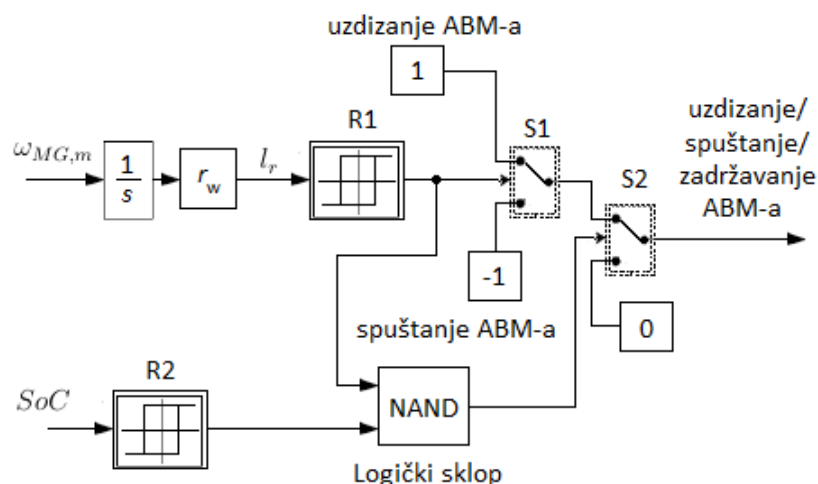 uzdizanje ABM-a
1
R1
S1
uzdizanje/
spuštanje/
zadržavanje
ABM-a
ω_{MG,m}
1
s
r_w
l_r
S2
-1
spuštanje ABM-a
0
R2
SoC
NAND
Logički sklop